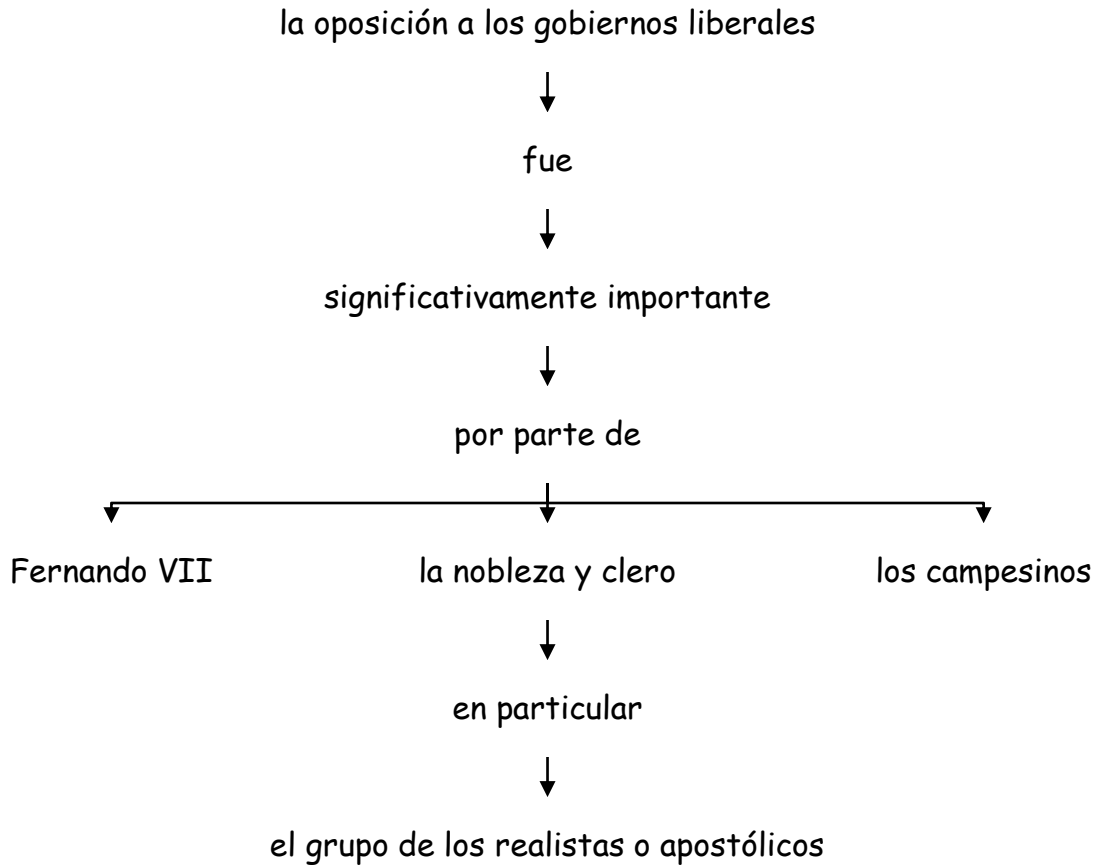 la oposición a los gobiernos liberales
fue
significativamente importante
por parte de
Fernando VII
la nobleza y clero
los campesinos
en particular
el grupo de los realistas o apostólicos